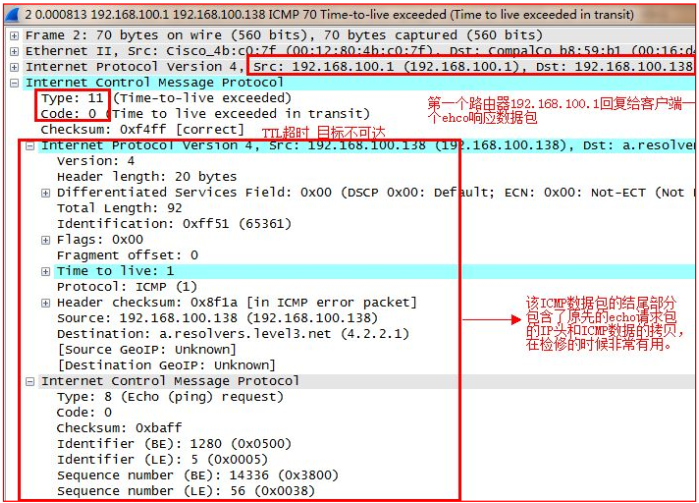 2 0.000813 192.168.100.1 192.168.100.138 ICMP 70 Time-to-live exceeded (Time to live exceeded in transit)
Frame 2: 70 bytes on wire (560 bits), 70 bytes captured (560 bits)
Ethernet II, Src: Cisco_4b:c0:7f (00:12:80:4b:c0:7f), Dst: CompalCo_b8:59:b1 (00:16:d4
Internet Protocol Version 4, Src: 192.168.100.1 (192.168.100.1), Dst: 192.168.100.138
Internet Control Message Protocol
Type: 11 (Time-to-live exceeded)
Code: 0 (Time to live exceeded in transit)
第一个路由器192.168.100.1回复给客户端一
个ehco响应数据包
Checksum: 0xf4ff [correct]
TTL超时 目标不可达
Internet Protocol Version 4, Src: 192.168.100.138 (192.168.100.138), Dst: a.resolver
Version: 4
Header length: 20 bytes
Differentiated Services Field: 0x00 (DSCP 0x00: Default; ECN: 0x00: Not-ECT (Not
Total Length: 92
Identification: 0xff51 (65361)
Flags: 0x00
Fragment offset: 0
Time to live: 1
Protocol: ICMP (1)
Header checksum: 0x8f1a [in ICMP error packet]
Source: 192.168.100.138 (192.168.100.138)
Destination: a.resolvers.level3.net (4.2.2.1)
[Source GeoIP: Unknown]
[Destination GeoIP: Unknown]
该ICMP数据包的结尾部分
包含了原先的echo请求包
的IP头和ICMP数据的拷贝,
在检修的时候非常有用。
Internet Control Message Protocol
Type: 8 (Echo (ping) request)
Code: 0
Checksum: 0xbaff
Identifier (BE): 1280 (0x0500)
Identifier (LE): 5 (0x0005)
Sequence number (BE): 14336 (0x3800)
Sequence number (LE): 56 (0x0038)